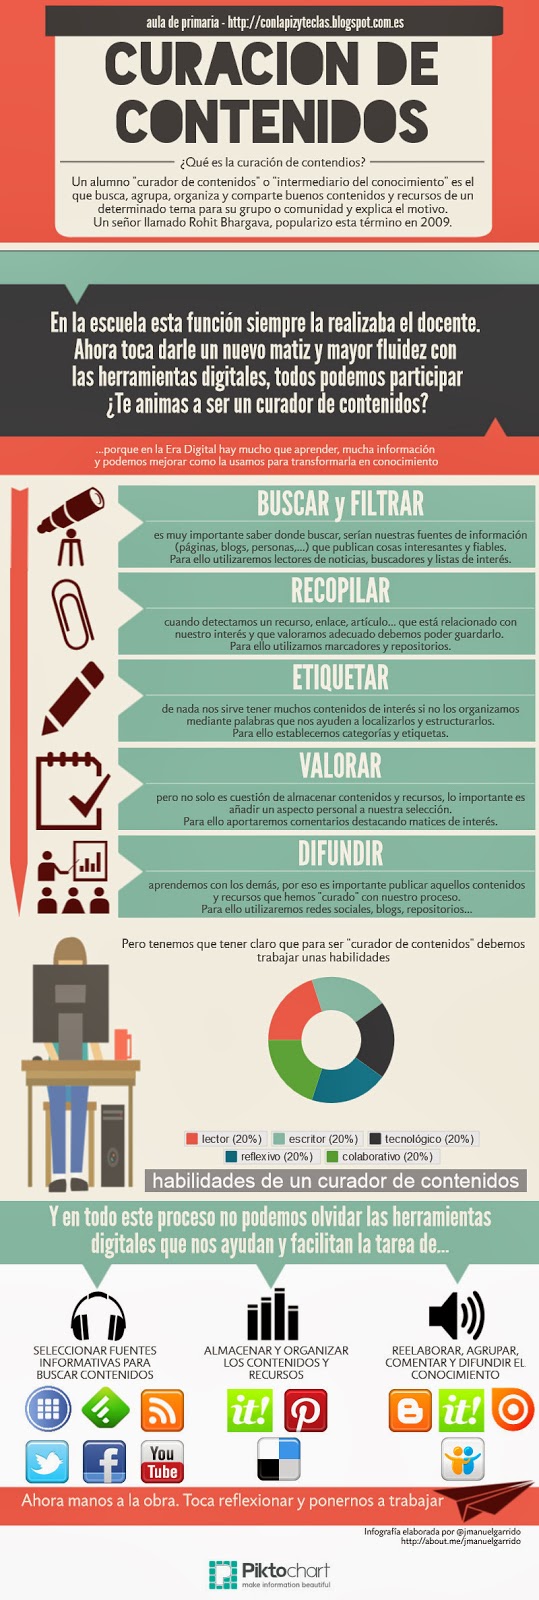 aula de primaria - http://conlapizyteclas.blogspot.com.es
CURACION DE
CONTENIDOS
¿Qué es la curación de contendios?
Un alumno "curador de contenidos" o "intermediario del conocimiento" es el
que busca, agrupa, organiza y comparte buenos contenidos y recursos de un
determinado tema para su grupo o comunidad y explica el motivo.
Un señor llamado Rohit Bhargava, popularizo esta término en 2009.
En la escuela esta función siempre la realizaba el docente.
Ahora toca darle un nuevo matiz y mayor fluidez con
las herramientas digitales, todos podemos participar
¿Te animas a ser un curador de contenidos?
...porque en la Era Digital hay mucho que aprender, mucha información
y podemos mejorar como la usamos para transformarla en conocimiento
BUSCAR y FILTRAR
es muy importante saber donde buscar, serían nuestras fuentes de información
(páginas, blogs, personas,...) que publican cosas interesantes y fiables.
Para ello utilizaremos lectores de noticias, buscadores y listas de interés.
RECOPILAR
cuando detectamos un recurso, enlace, artículo... que está relacionado con
nuestro interés y que valoramos adecuado debemos poder guardarlo.
Para ello utilizamos marcadores y repositorios.
ETIQUETAR
de nada nos sirve tener muchos contenidos de interés si no los organizamos
mediante palabras que nos ayuden a localizarlos y estructurarlos.
Para ello establecemos categorías y etiquetas.
VALORAR
pero no solo es cuestión de almacenar contenidos y recursos, lo importante es
añadir un aspecto personal a nuestra selección.
Para ello aportaremos comentarios destacando matices de interés.
DIFUNDIR
aprendemos con los demás, por eso es importante publicar aquellos contenidos
y recursos que hemos "curado" con nuestro proceso.
Para ello utilizaremos redes sociales, blogs, repositorios...
Pero tenemos que tener claro que para ser "curador de contenidos" debemos
trabajar unas habilidades
lector (20%) escritor (20%) tecnológico (20%)
reflexivo (20%) colaborativo (20%)
habilidades de un curador de contenidos
Y en todo este proceso no podemos olvidar las herramientas
digitales que nos ayudan y facilitan la tarea de...
SELECCIONAR FUENTES
INFORMATIVAS PARA
BUSCAR CONTENIDOS
ALMACENAR Y ORGANIZAR
LOS CONTENIDOS Y
RECURSOS
REELABORAR, AGRUPAR,
COMENTAR Y DIFUNDIR EL
CONOCIMIENTO
it!
it!
You
Tube
Ahora manos a la obra. Toca reflexionar y ponernos a trabajar
Infografía elaborada por @jmanuelgarrido
http://about.me/jmanuelgarrido
Piktochart
make information beautiful